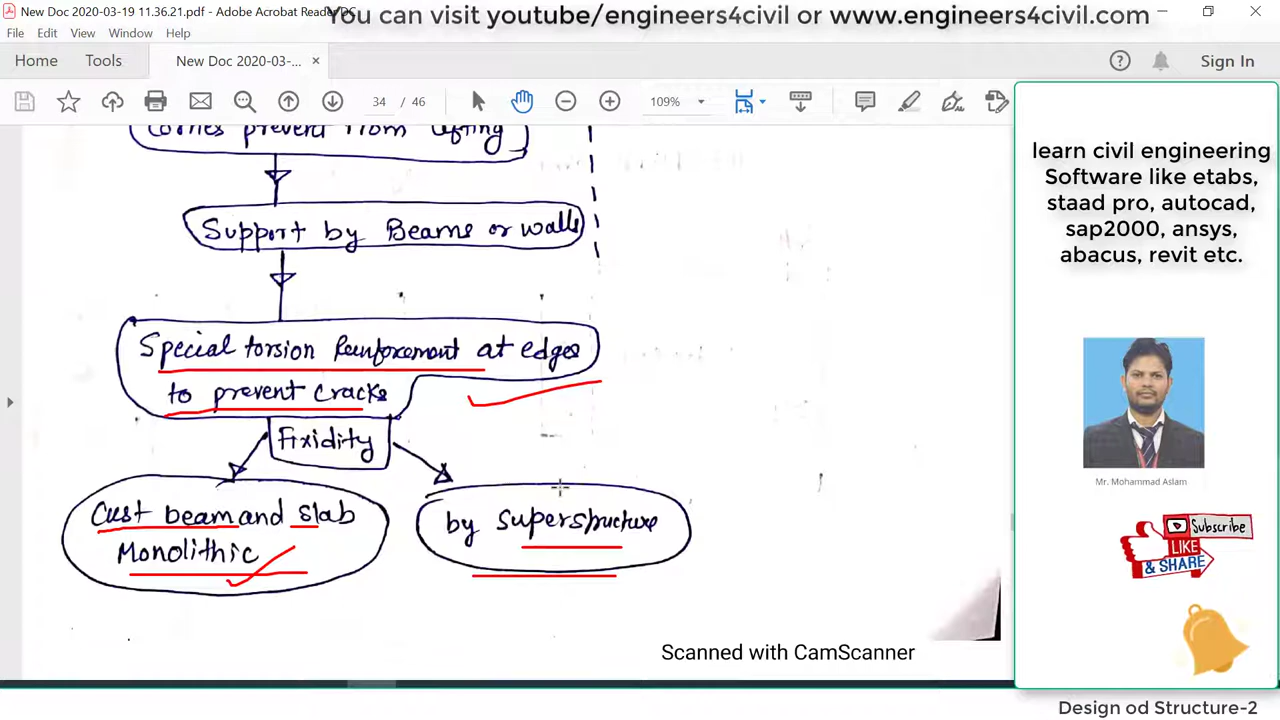 New Doc 2020-03-19 11.36.21.pdf - Adobe Acrobat Reader DC
You can visit youtube/engineers4civil or www.engineers4civil.com
File Edit View Window Help
Home Tools New Doc 2020-03-... × Sign In
34 / 46 109%
prevent from lifting
Support by Beams or walls
Special torsion Reinforcement at edges
to prevent Cracks
Fixidity
Cast beam and slab
Monolithic
by Superstructure
Scanned with CamScanner
learn civil engineering
Software like etabs,
staad pro, autocad,
sap2000, ansys,
abacus, revit etc.
Mr. Mohammad Aslam
Subscribe
LIKE
& SHARE
Design od Structure-2